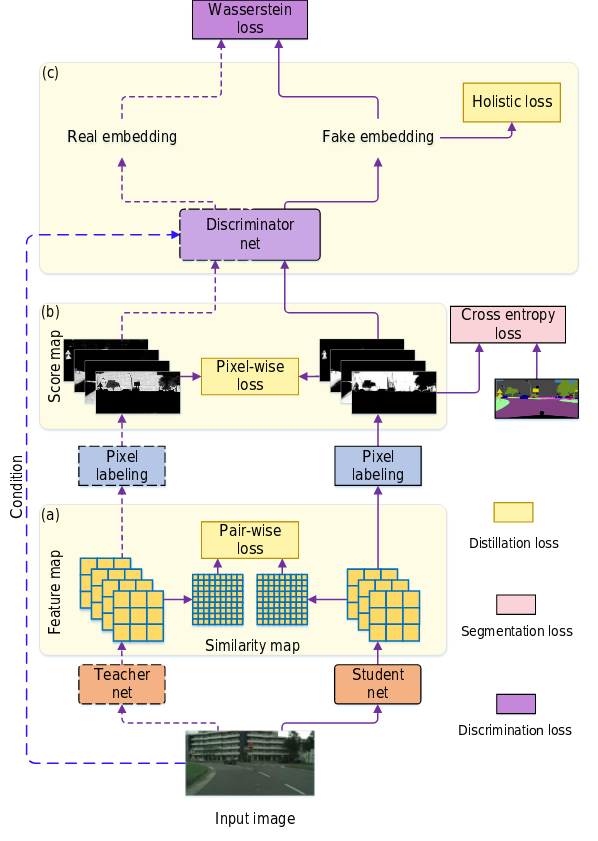 Wasserstein
loss
(c)
Holistic loss
Real embedding
Fake embedding
Discriminator
net
(b)
Score map
Pixel-wise
loss
Cross entropy
loss
Pixel
labeling
Pixel
labeling
Condition
(a)
Feature map
Pair-wise
loss
Similarity map
Distillation loss
Segmentation loss
Discrimination loss
Teacher
net
Student
net
Input image